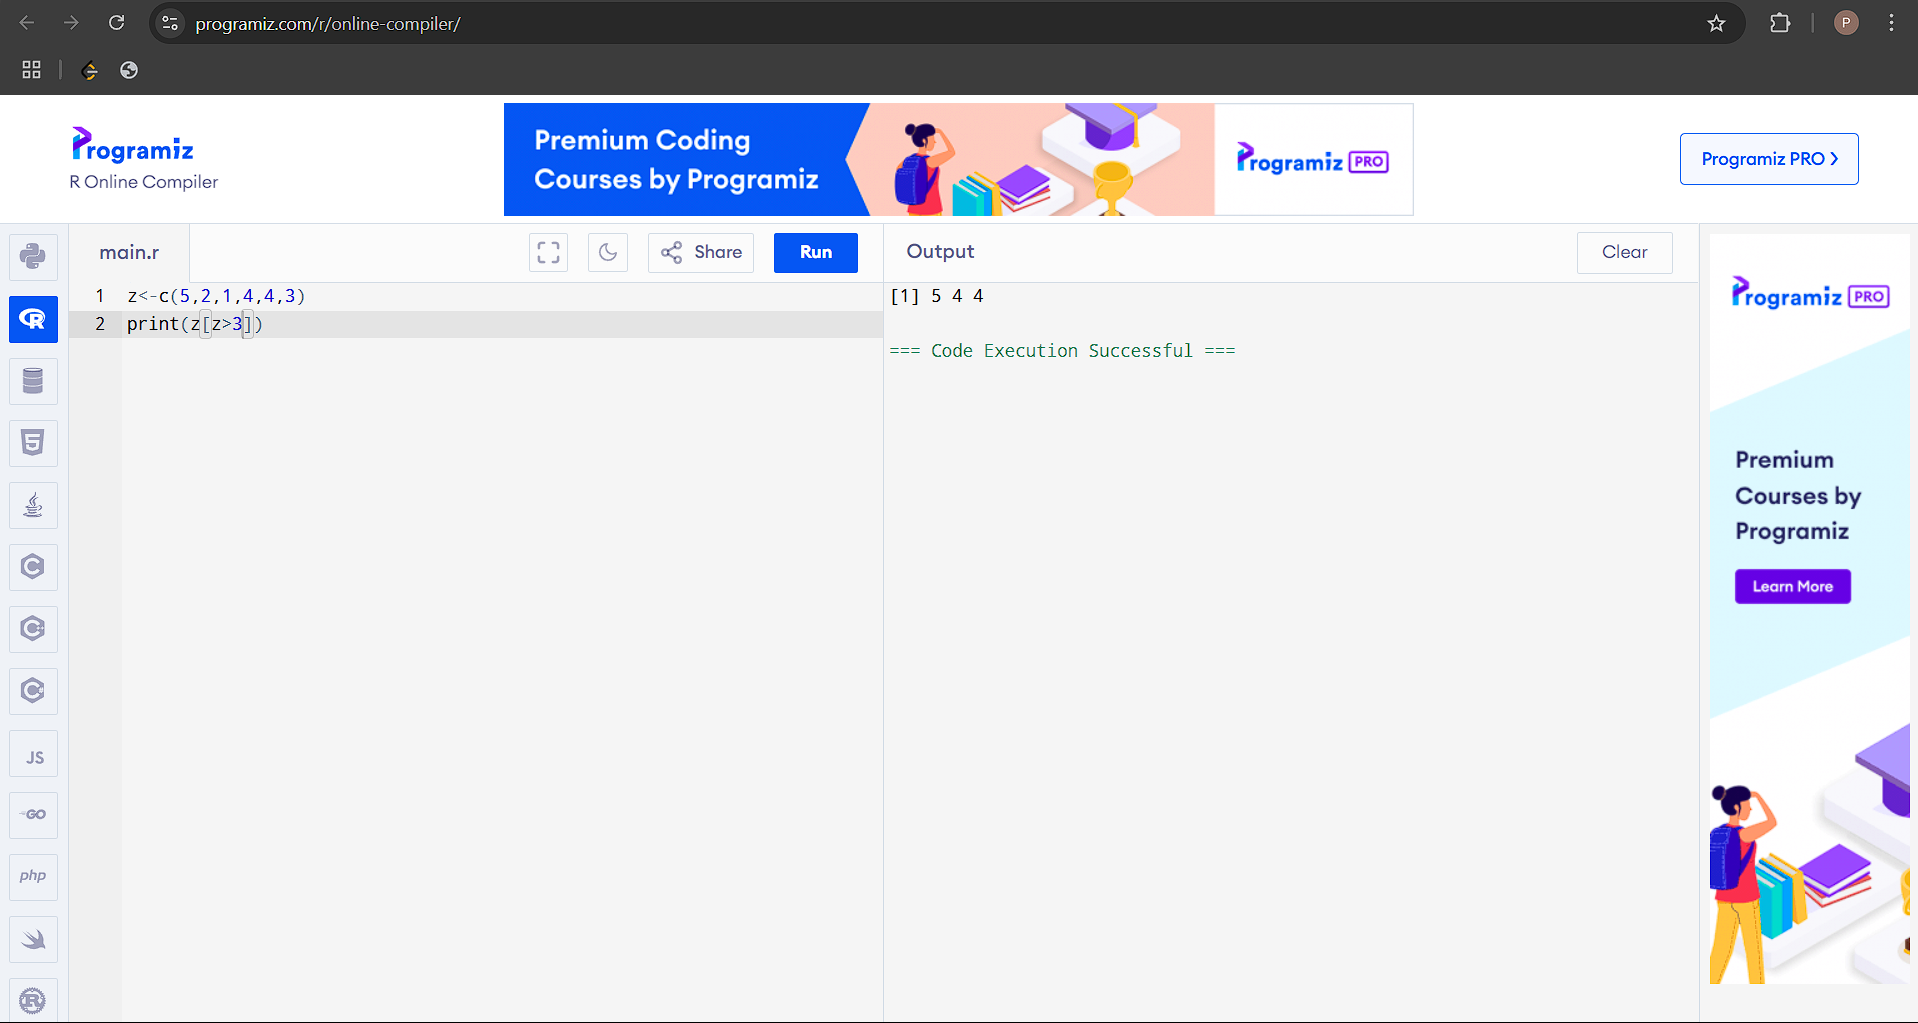 programiz.com/r/online-compiler/
P
Programiz
R Online Compiler
Premium Coding
Courses by Programiz
Programiz PRO
Programiz PRO ❯
main.r
Share
Run
Output
Clear
1 z<-c(5,2,1,4,4,3)
2 print(z[z>3])
[1] 5 4 4
=== Code Execution Successful ===
R
5
C
C
C
JS
GO
php
R
Programiz PRO
Premium
Courses by
Programiz
Learn More